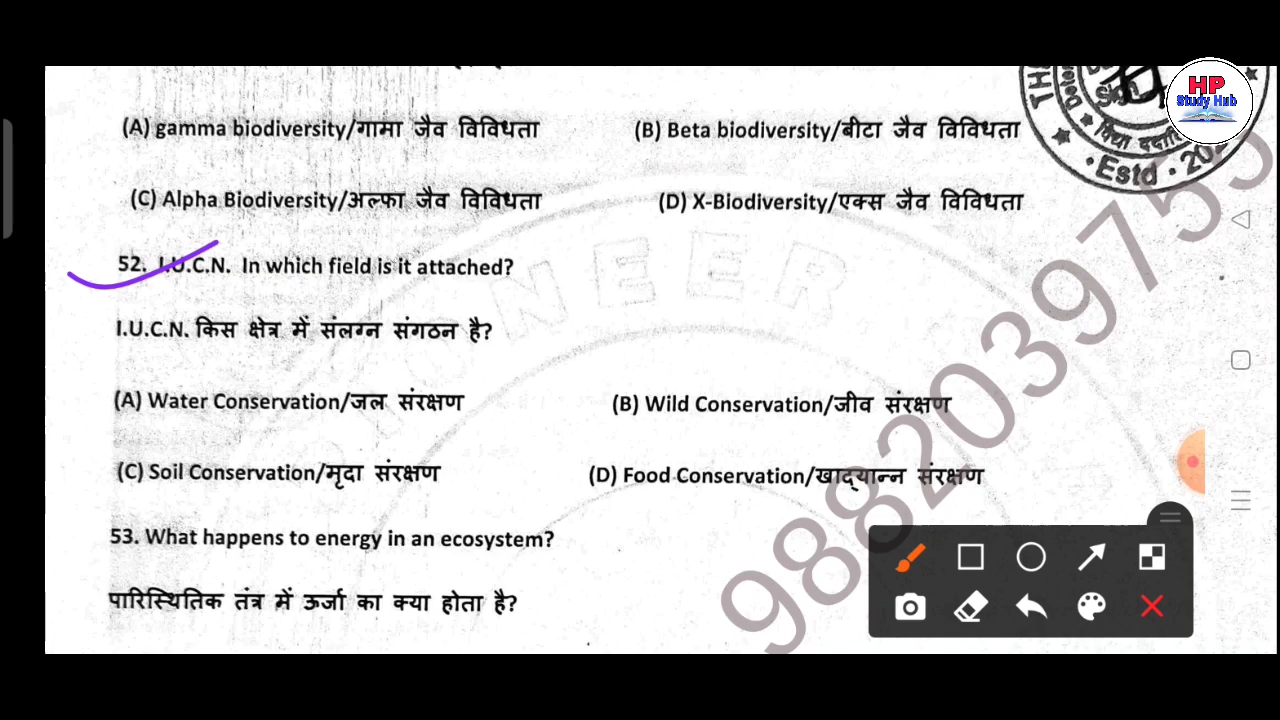 (A) gamma biodiversity/गामा जैव विविधता (B) Beta biodiversity/बीटा जैव विविधता
(C) Alpha Biodiversity/अल्फा जैव विविधता (D) X-Biodiversity/एक्स जैव विविधता
52. I.U.C.N. In which field is it attached?
I.U.C.N. किस क्षेत्र में संलग्न संगठन है?
(A) Water Conservation/जल संरक्षण (B) Wild Conservation/जीव संरक्षण
(C) Soil Conservation/मृदा संरक्षण (D) Food Conservation/खाद्यान्न संरक्षण
53. What happens to energy in an ecosystem?
पारिस्थितिक तंत्र में ऊर्जा का क्या होता है?
HP
Study Hub
Estd
PIONEER
988203975